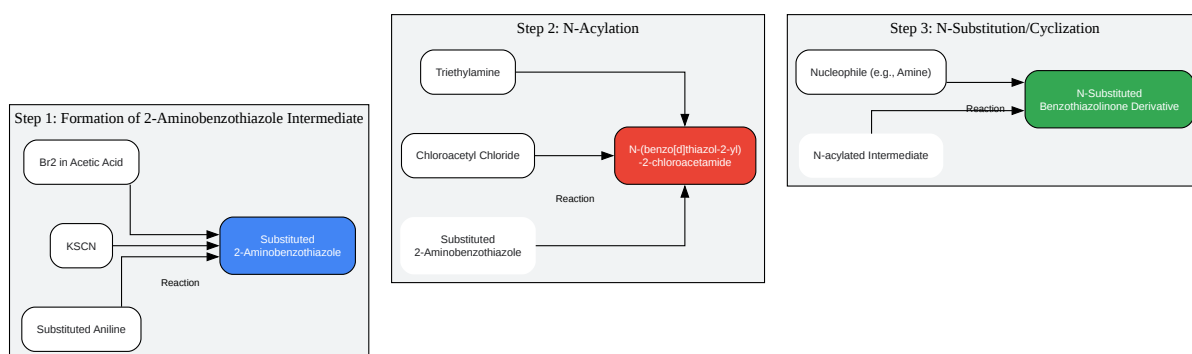 Step 1: Formation of 2-Aminobenzothiazole Intermediate
Br2 in Acetic Acid
KSCN
Substituted Aniline
Reaction
Substituted
2-Aminobenzothiazole
Step 2: N-Acylation
Triethylamine
Chloroacetyl Chloride
Substituted
2-Aminobenzothiazole
Reaction
N-(benzo[d]thiazol-2-yl)
-2-chloroacetamide
Step 3: N-Substitution/Cyclization
Nucleophile (e.g., Amine)
N-acylated Intermediate
Reaction
N-Substituted
Benzothiazolinone Derivative